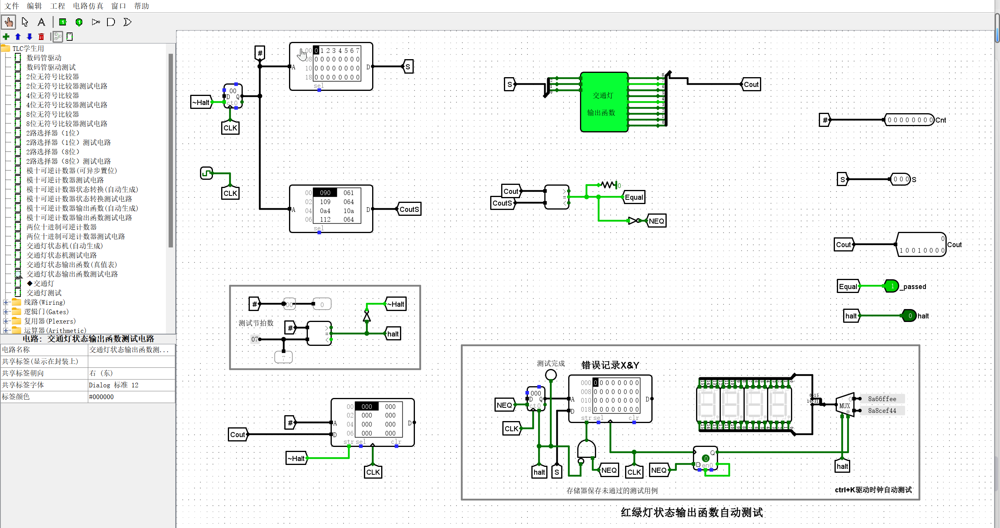 文件 编辑 工程 电路仿真 窗口 帮助
TLC学生用
数码管驱动
数码管驱动测试
2位无符号比较器
2位无符号比较器测试电路
4位无符号比较器
4位无符号比较器测试电路
8位无符号比较器
8位无符号比较器测试电路
2路选择器（1位）
2路选择器（1位）测试电路
2路选择器（8位）
2路选择器（8位）测试电路
模十可逆计数器(可异步置位)
模十可逆计数器测试电路
模十可逆计数器状态转换(自动生成)
模十可逆计数器状态转换测试电路
模十可逆计数器输出函数(自动生成)
模十可逆计数器输出函数测试电路
两位十进制可逆计数器
两位十进制可逆计数器测试电路
交通灯状态机(自动生成)
交通灯状态机测试电路
交通灯状态输出函数(真值表)
交通灯状态输出函数测试电路
◆交通灯
交通灯测试
线路(Wiring)
逻辑门(Gates)
复用器(Plexers)
运算器(Arithmetic)
电路: 交通灯状态输出函数测试电路
电路名称 交通灯状态输出函数测...
共享标签(显示在封装上)
共享标签朝向 右 (东)
共享标签字体 Dialog 标准 12
标签颜色 #000000
#
00 0 1 2 3 4 5 6 7
08 0 0 0 0 0 0 0 0
10 0 0 0 0 0 0 0 0
18 0 0 0 0 0 0 0 0
A D
sel
S
~Halt
00
D Q
ct0
CLK
CLK
00 090 061
02 109 064
04 0a4 10a
06 112 064
A D
sel
CoutS
S
2
1
0
交通灯
输出函数
8
7
6
5
4
3
2
1
0
Cout
Cout
CoutS
>
=
<
0
Equal
NEQ
# 0 0 0 0 0 0 0 0 Cnt
S 0 0 0 S
Cout
0
1 0 0 1 0 0 0 0
Cout
Equal 1 _passed
halt 0 halt
# 00 0
~Halt
测试节拍数
#
07
>
=
<
halt
7
00 000 000
02 000 000
04 000 000
06 000 000
A
D
D
str sel clr
#
Cout
~Halt
CLK
测试完成
错误记录X&Y
000 0 0 0 0 0 0 0 0
008 0 0 0 0 0 0 0 0
010 0 0 0 0 0 0 0 0
018 0 0 0 0 0 0 0 0
A
D
D
str sel clr
000
D Q
ct0
NEQ
CLK
halt
S
NEQ
CLK
NEQ
Q
0
D en0
0-15
16-31
MUX
0
8a66ffee
8a8cef44
halt
存储器保存未通过的测试用例
ctrl+K驱动时钟自动测试
红绿灯状态输出函数自动测试